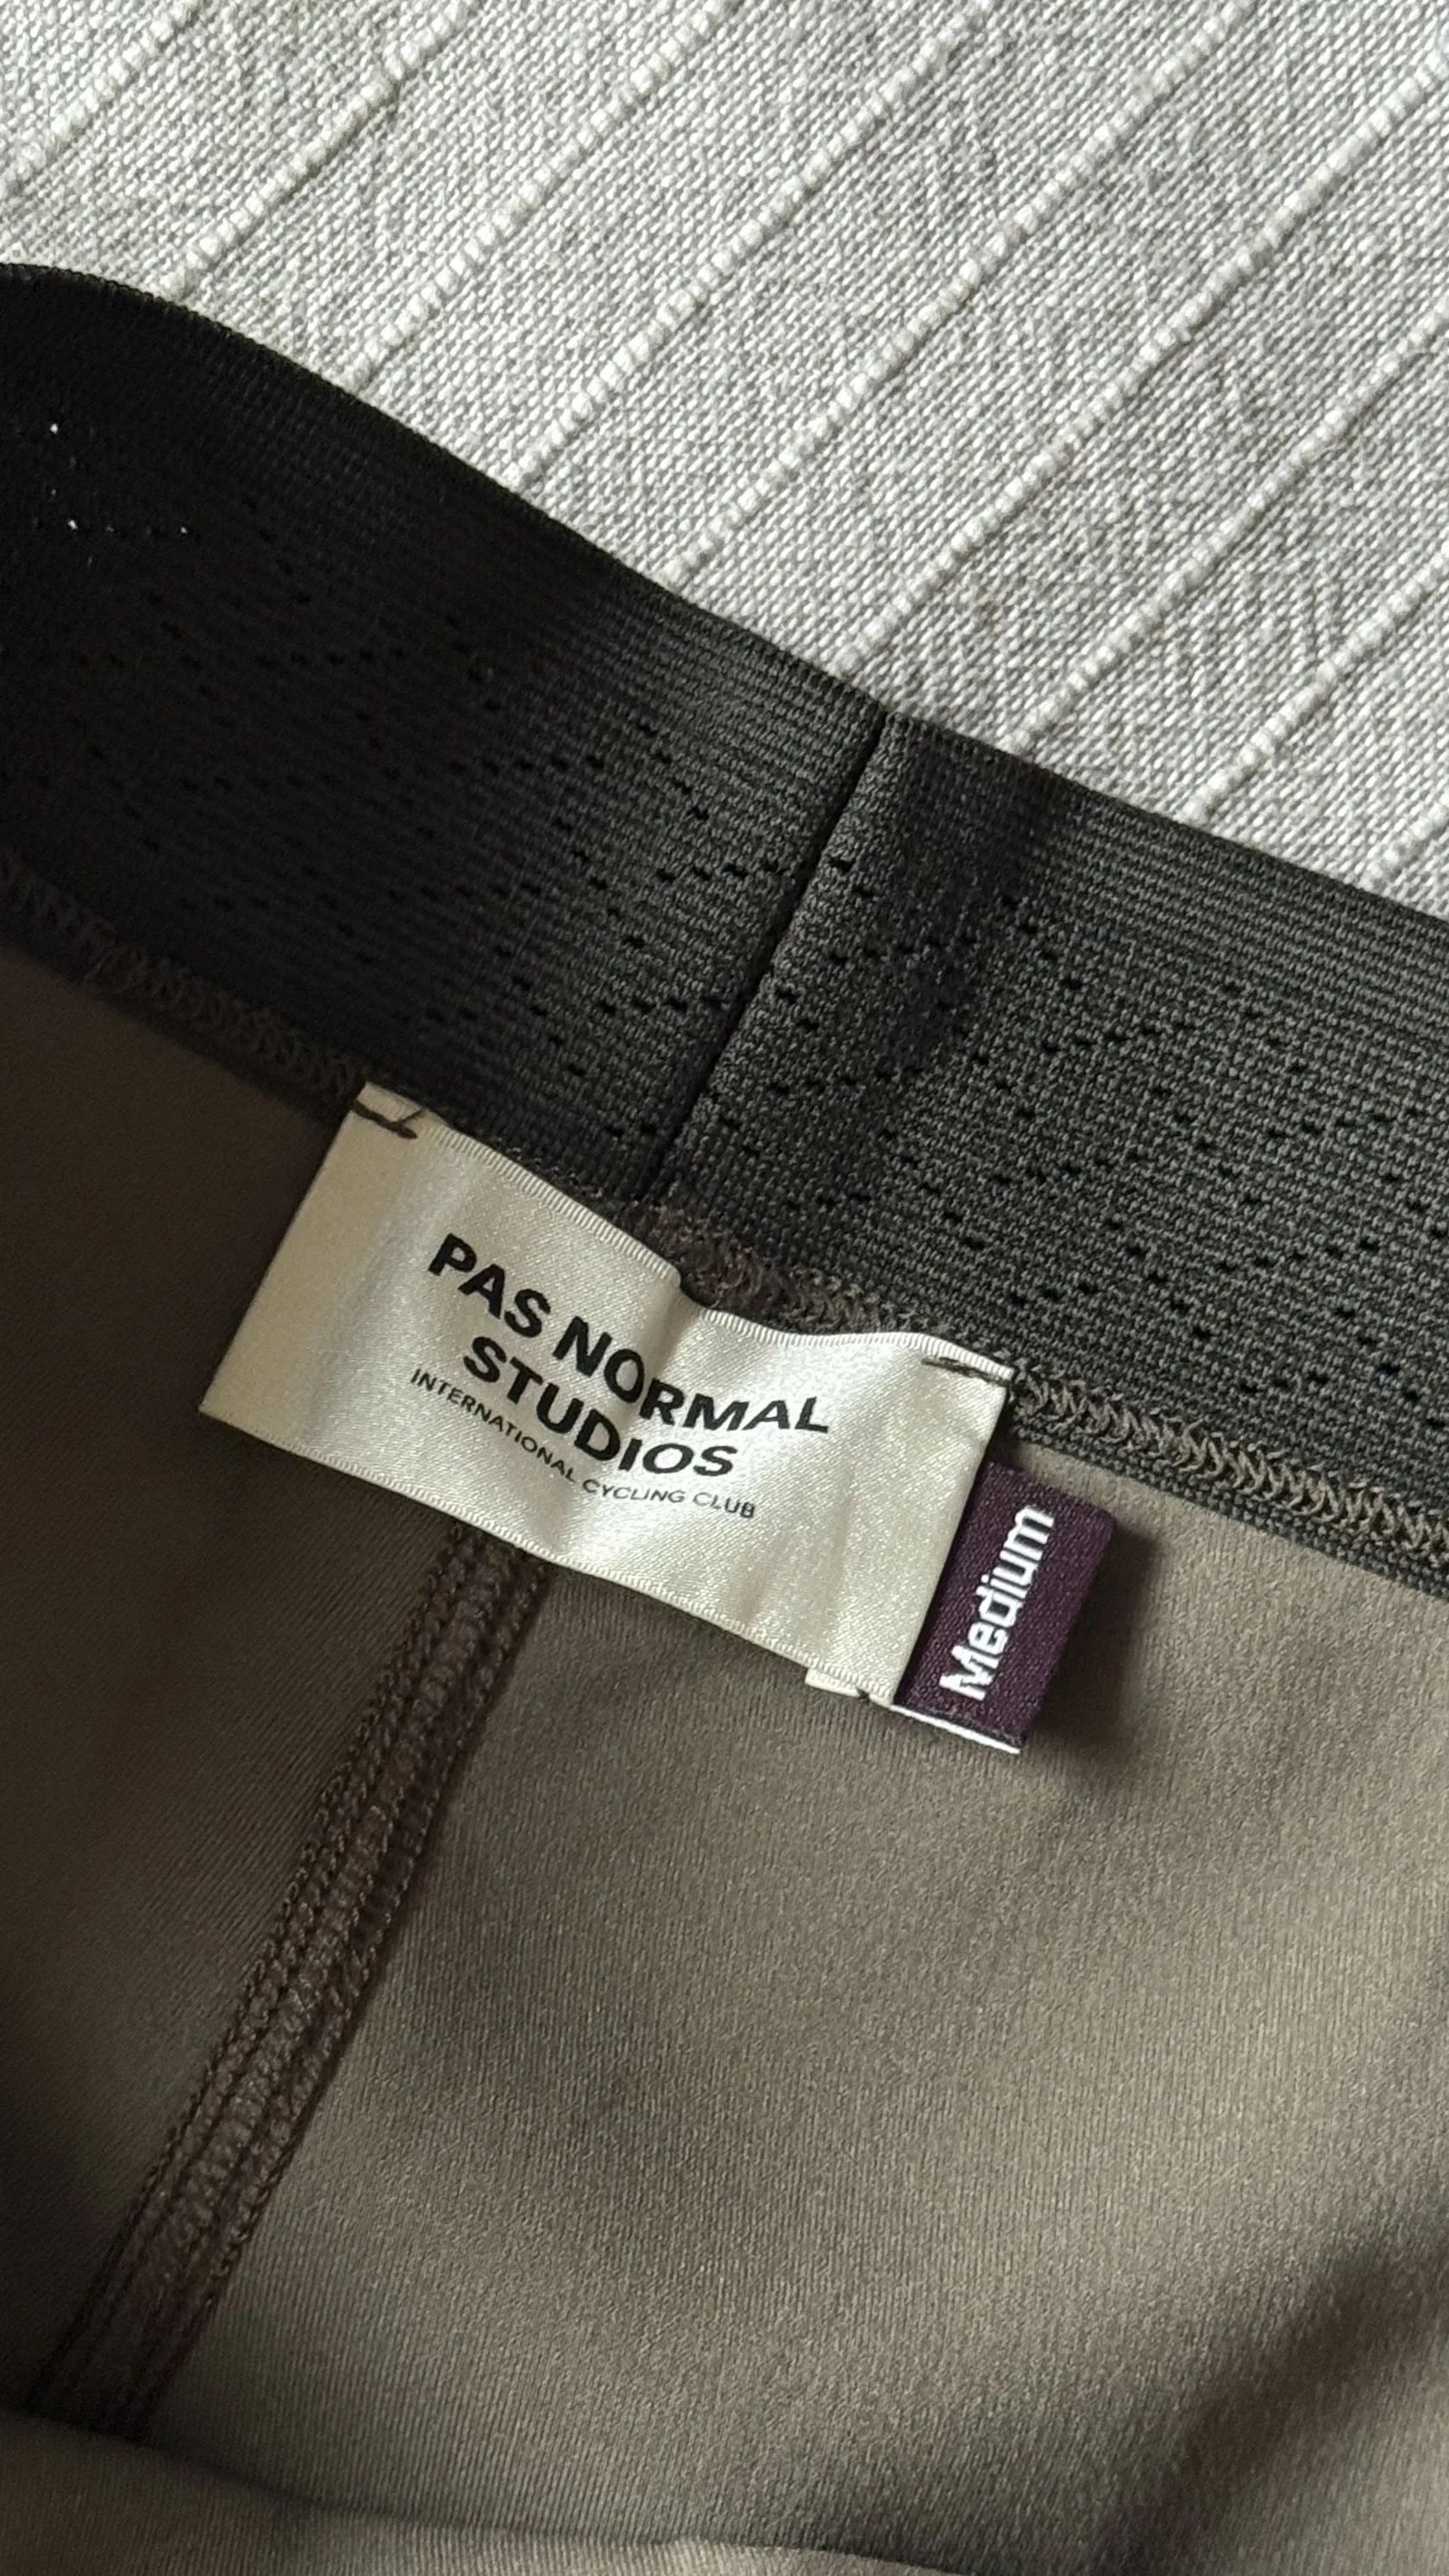 PAS NORMAL
STUDIOS
INTERNATIONAL CYCLING CLUB
Medium